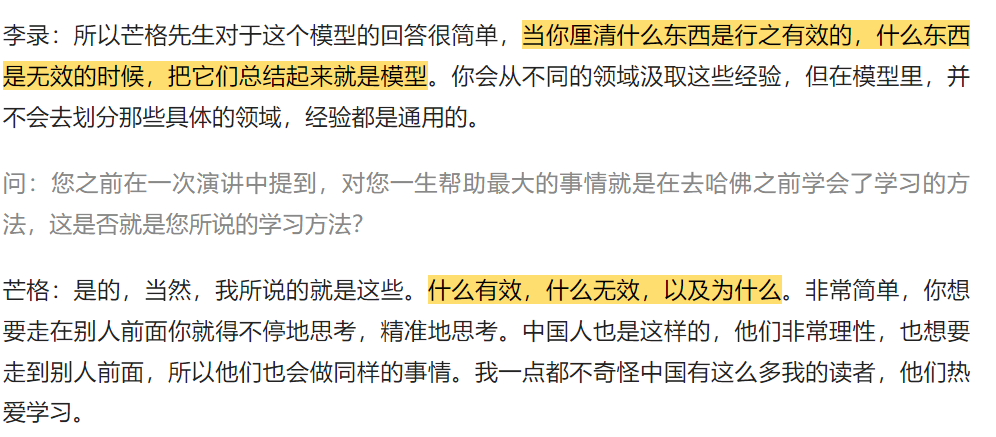 李录：所以芒格先生对于这个模型的回答很简单，当你厘清什么东西是行之有效的，什么东西
是无效的时候，把它们总结起来就是模型。你会从不同的领域汲取这些经验，但在模型里，并
不会去划分那些具体的领域，经验都是通用的。
问：您之前在一次演讲中提到，对您一生帮助最大的事情就是在去哈佛之前学会了学习的方
法，这是否就是您所说的学习方法？
芒格：是的，当然，我所说的就是这些。什么有效，什么无效，以及为什么。非常简单，你想
要走在别人前面你就得不停地思考，精准地思考。中国人也是这样的，他们非常理性，也想要
走到别人前面，所以他们也会做同样的事情。我一点都不奇怪中国有这么多我的读者，他们热
爱学习。